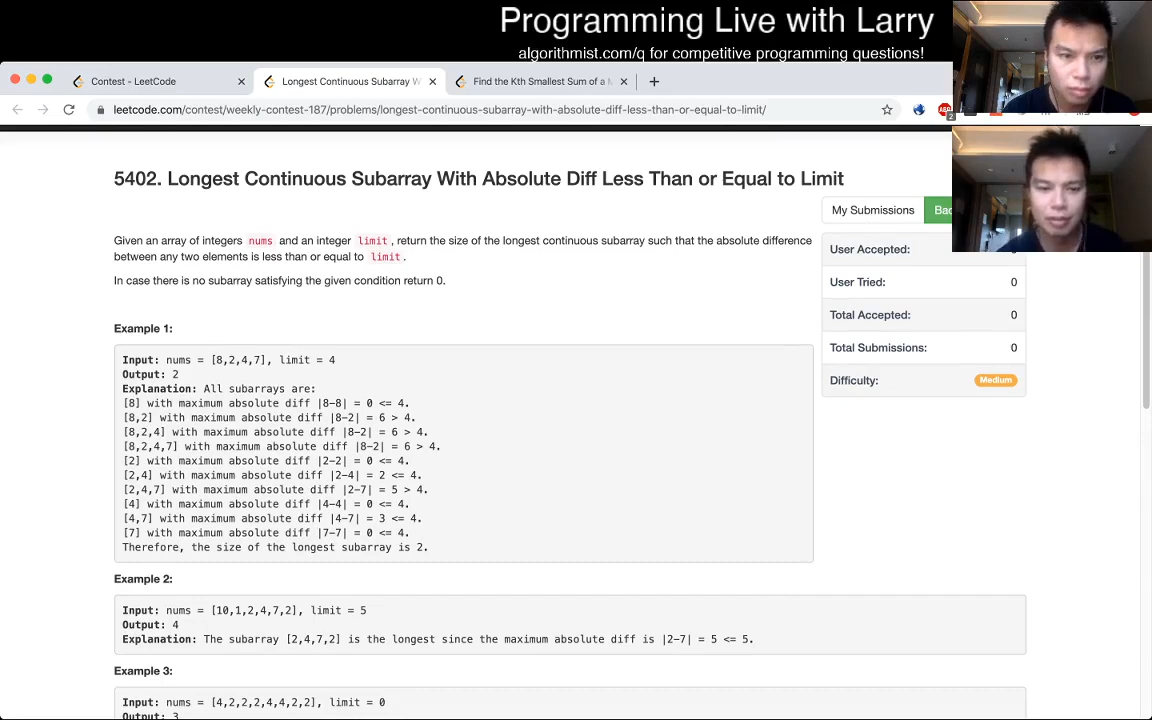 Programming Live with Larry
algorithmist.com/q for competitive programming questions!
Contest - LeetCode
Longest Continuous Subarray W
Find the Kth Smallest Sum of a M
leetcode.com/contest/weekly-contest-187/problems/longest-continuous-subarray-with-absolute-diff-less-than-or-equal-to-limit/
5402. Longest Continuous Subarray With Absolute Diff Less Than or Equal to Limit
My Submissions
Given an array of integers nums and an integer limit, return the size of the longest continuous subarray such that the absolute difference
between any two elements is less than or equal to limit.
In case there is no subarray satisfying the given condition return 0.
User Accepted:
User Tried: 0
Total Accepted: 0
Total Submissions: 0
Difficulty: Medium
Example 1:
Input: nums = [8,2,4,7], limit = 4
Output: 2
Explanation: All subarrays are:
[8] with maximum absolute diff |8-8| = 0 <= 4.
[8,2] with maximum absolute diff |8-2| = 6 > 4.
[8,2,4] with maximum absolute diff |8-2| = 6 > 4.
[8,2,4,7] with maximum absolute diff |8-2| = 6 > 4.
[2] with maximum absolute diff |2-2| = 0 <= 4.
[2,4] with maximum absolute diff |2-4| = 2 <= 4.
[2,4,7] with maximum absolute diff |2-7| = 5 > 4.
[4] with maximum absolute diff |4-4| = 0 <= 4.
[4,7] with maximum absolute diff |4-7| = 3 <= 4.
[7] with maximum absolute diff |7-7| = 0 <= 4.
Therefore, the size of the longest subarray is 2.
Example 2:
Input: nums = [10,1,2,4,7,2], limit = 5
Output: 4
Explanation: The subarray [2,4,7,2] is the longest since the maximum absolute diff is |2-7| = 5 <= 5.
Example 3:
Input: nums = [4,2,2,2,4,4,2,2], limit = 0
Output: 3